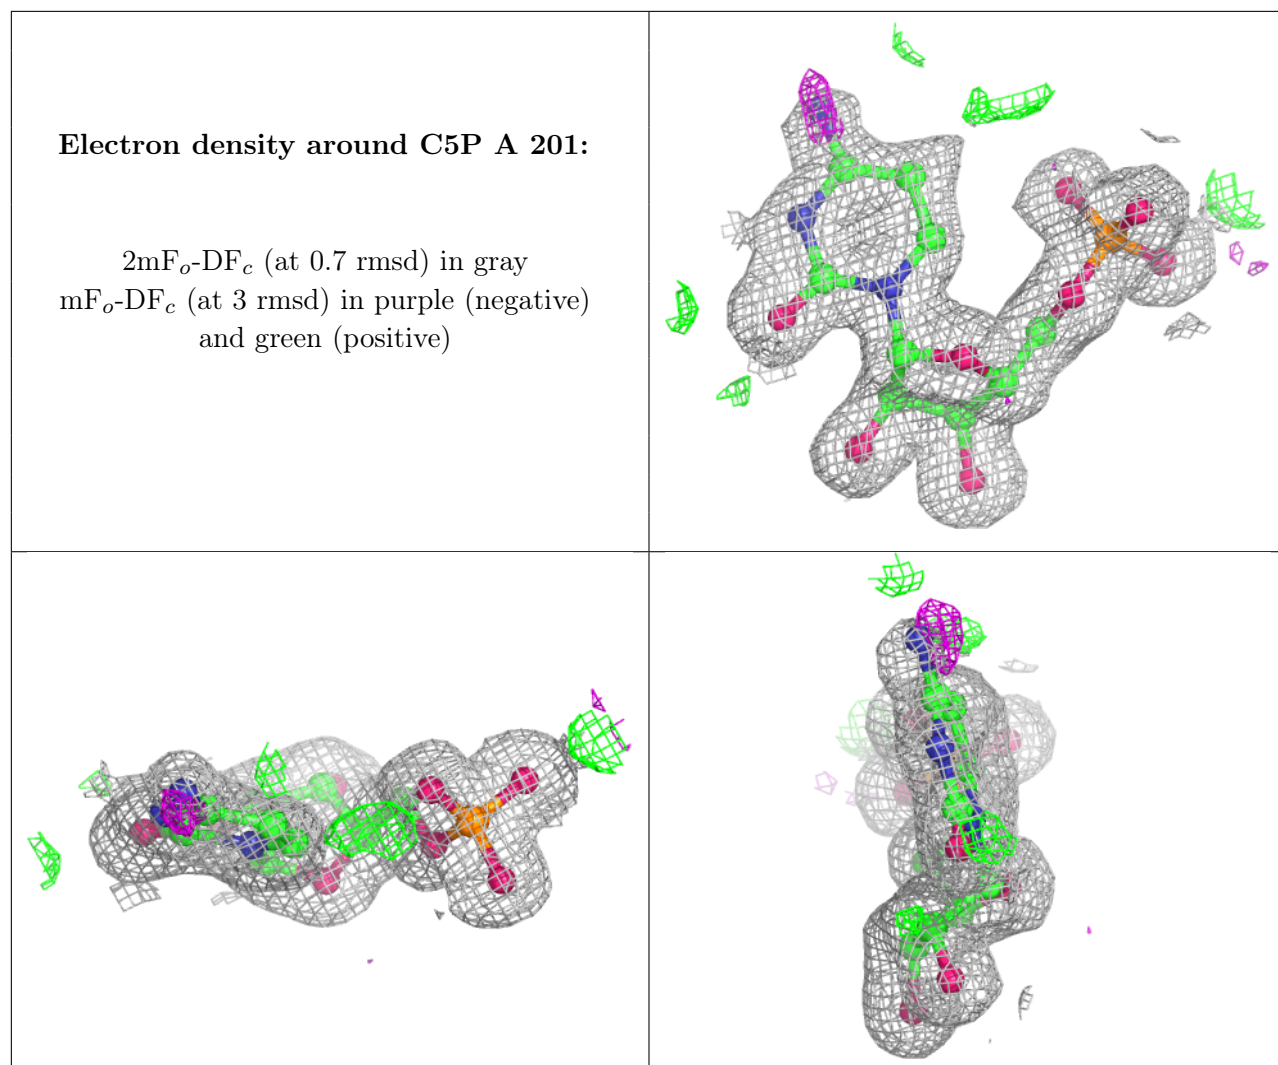 Electron density around C5P A 201:
2mFo-DFc (at 0.7 rmsd) in gray
mFo-DFc (at 3 rmsd) in purple (negative)
and green (positive)